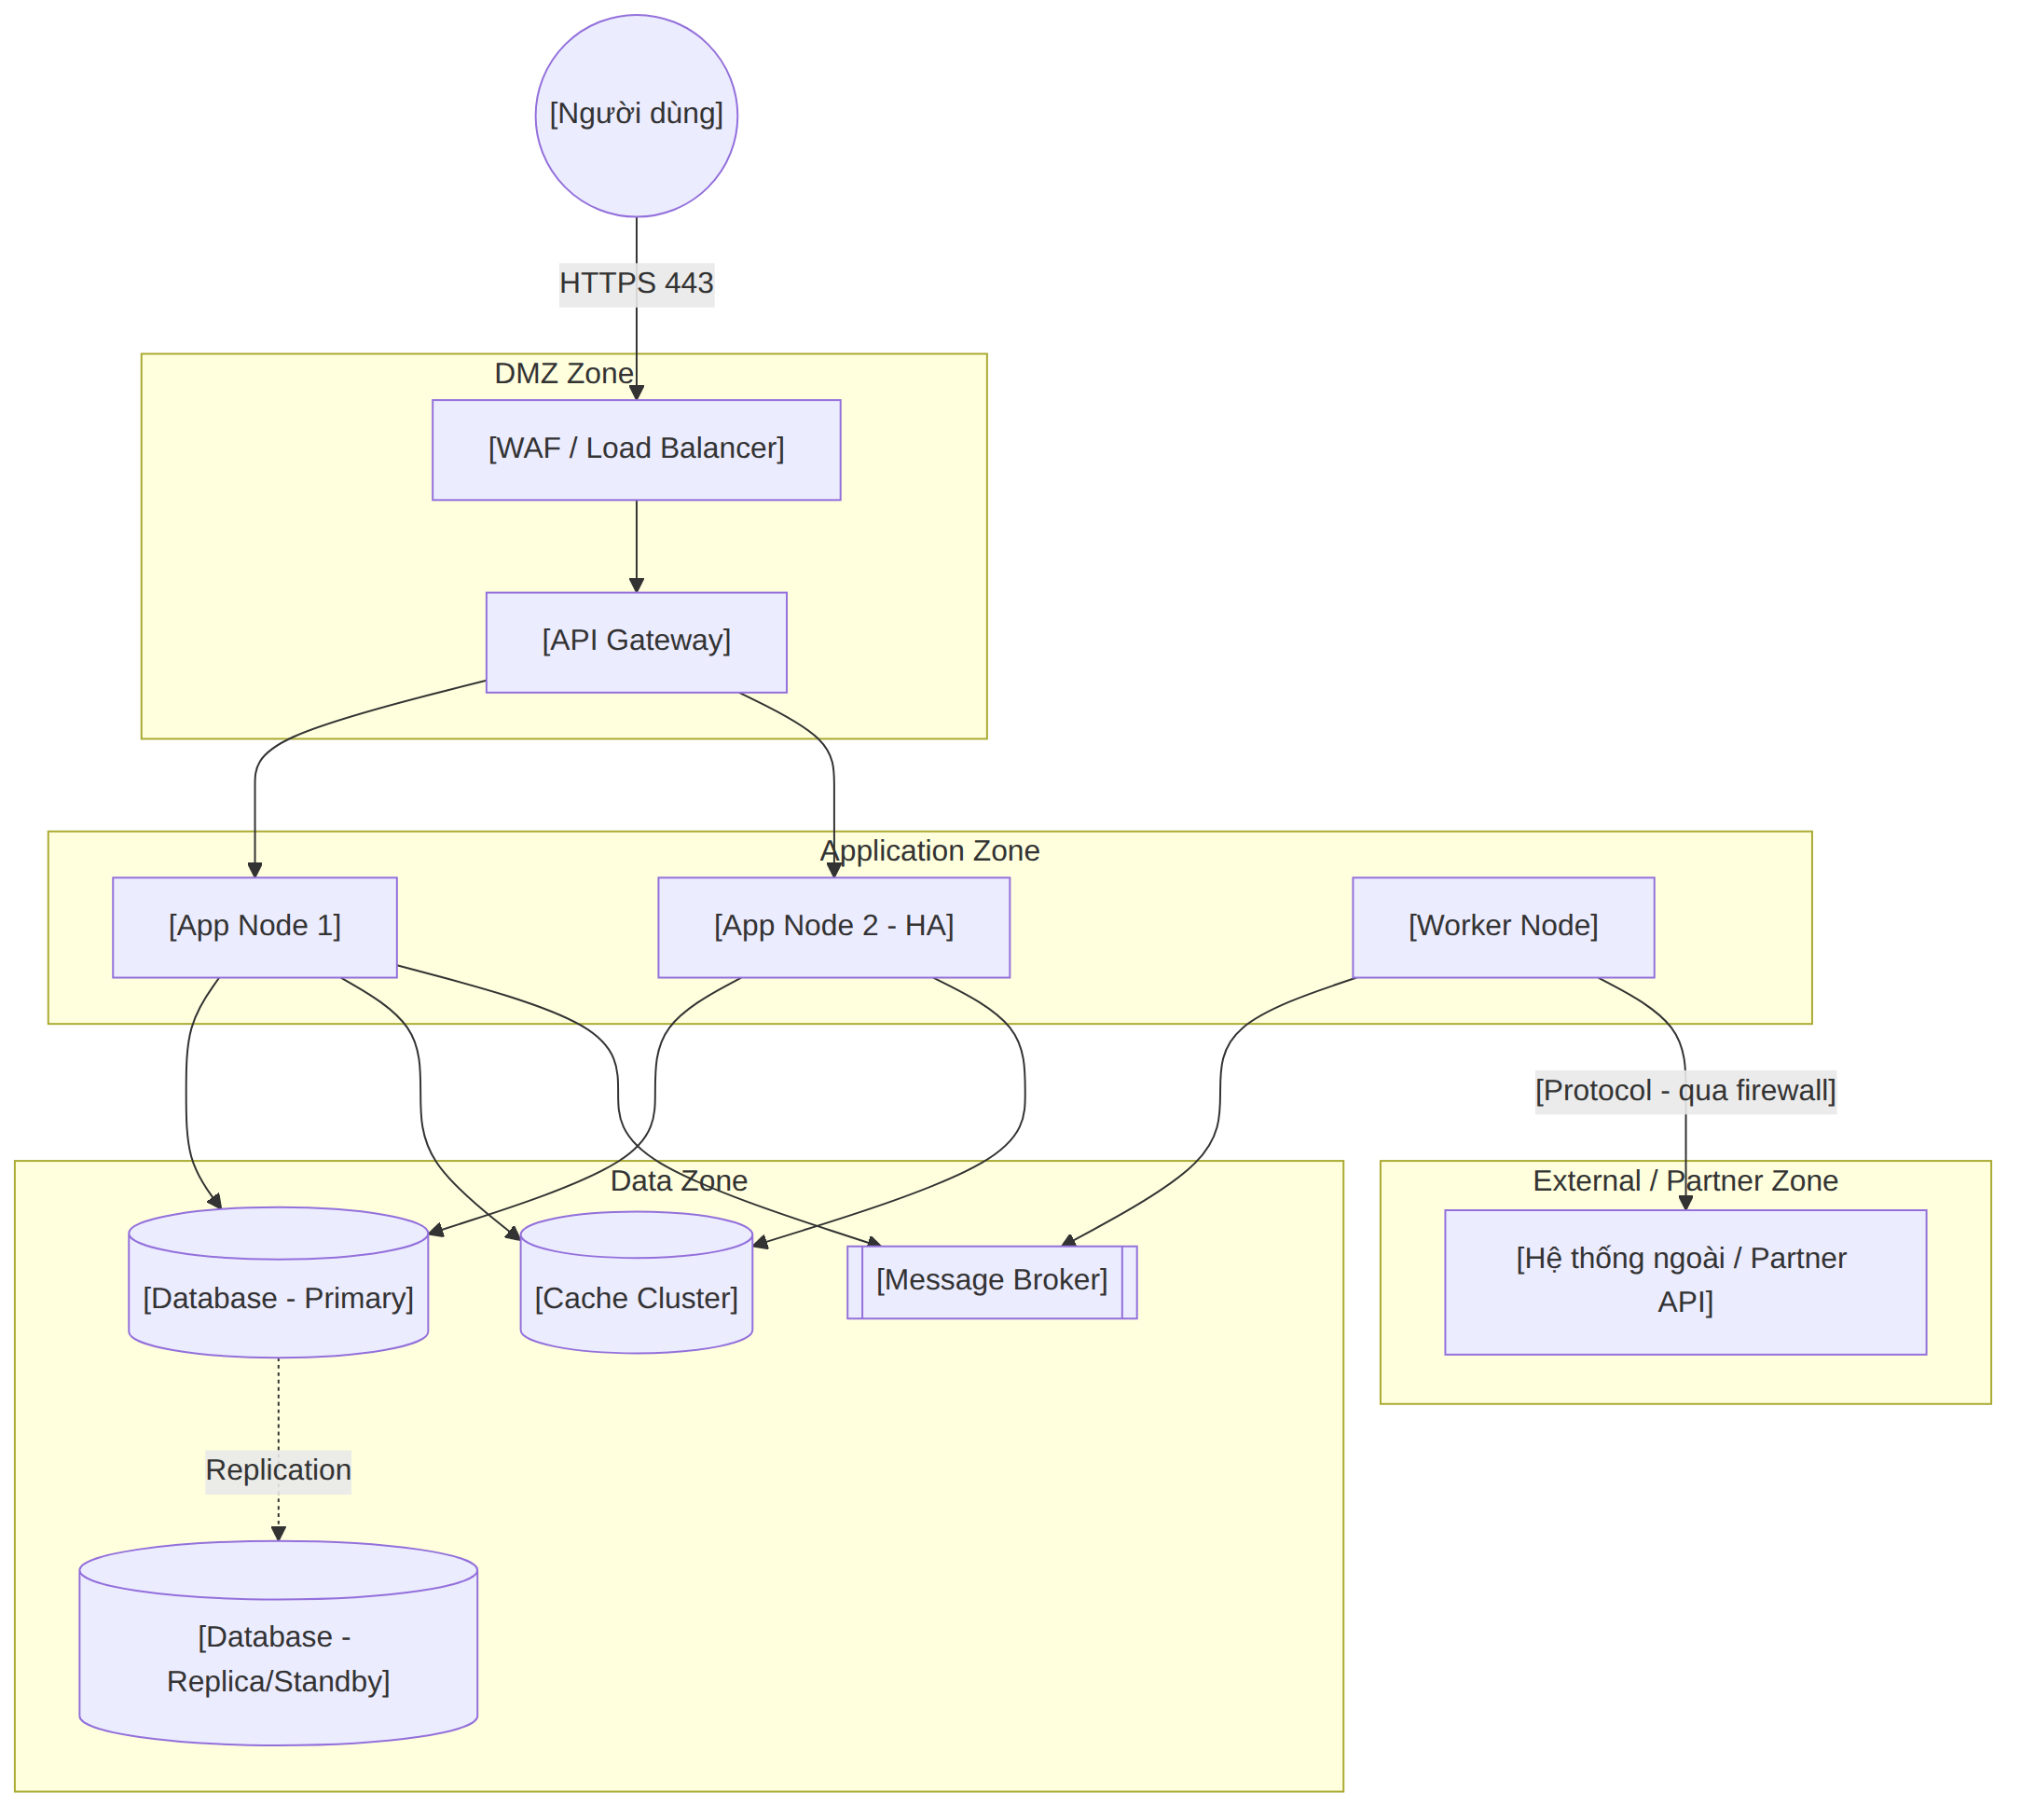 [Người dùng]
HTTPS 443
DMZ Zone
[WAF / Load Balancer]
[API Gateway]
Application Zone
[App Node 1]
[App Node 2 - HA]
[Worker Node]
[Protocol - qua firewall]
Data Zone
External / Partner Zone
[Database - Primary]
[Cache Cluster]
[Message Broker]
[Hệ thống ngoài / Partner
API]
Replication
[Database -
Replica/Standby]